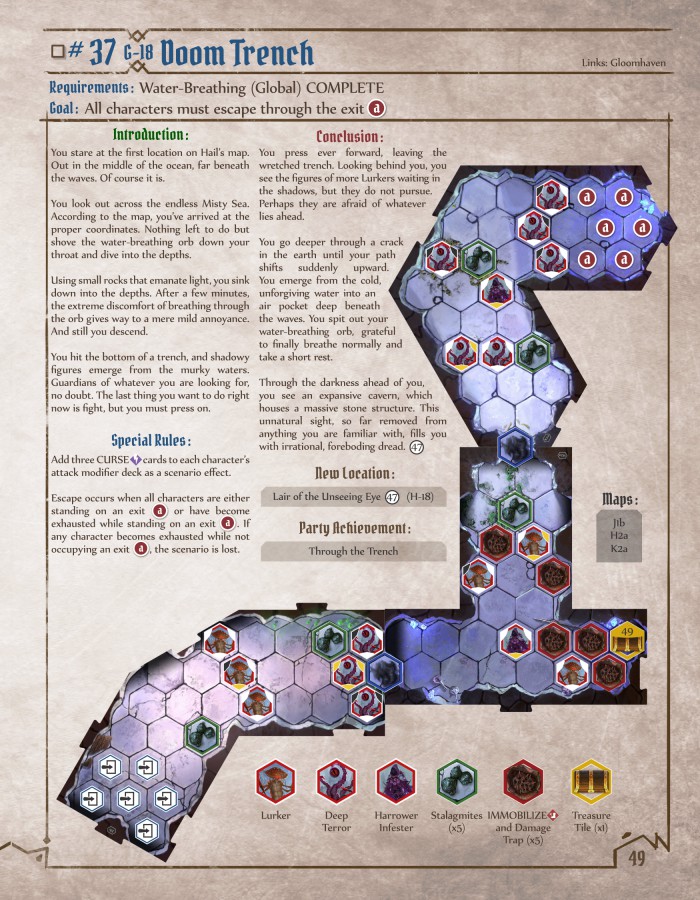 # 37 G-18 Doom Trench
Links: Gloomhaven
Requirements: Water-Breathing (Global) COMPLETE
Goal: All characters must escape through the exit a
Introduction:
You stare at the first location on Hail's map.
Out in the middle of the ocean, far beneath
the waves. Of course it is.
You look out across the endless Misty Sea.
According to the map, you've arrived at the
proper coordinates. Nothing left to do but
shove the water-breathing orb down your
throat and dive into the depths.
Using small rocks that emanate light, you sink
down into the depths. After a few minutes,
the extreme discomfort of breathing through
the orb gives way to a mere mild annoyance.
And still you descend.
You hit the bottom of a trench, and shadowy
figures emerge from the murky waters.
Guardians of whatever you are looking for,
no doubt. The last thing you want to do right
now is fight, but you must press on.
Special Rules:
Add three CURSE cards to each character's
attack modifier deck as a scenario effect.
Escape occurs when all characters are either
standing on an exit a or have become
exhausted while standing on an exit a. If
any character becomes exhausted while not
occupying an exit a, the scenario is lost.
Conclusion:
You press ever forward, leaving the
wretched trench. Looking behind you, you
see the figures of more Lurkers waiting in
the shadows, but they do not pursue.
Perhaps they are afraid of whatever
lies ahead.
You go deeper through a crack
in the earth until your path
shifts suddenly upward.
You emerge from the cold,
unforgiving water into an
air pocket deep beneath
the waves. You spit out your
water-breathing orb, grateful
to finally breathe normally and
take a short rest.
Through the darkness ahead of you,
you see an expansive cavern, which
houses a massive stone structure. This
unnatural sight, so far removed from
anything you are familiar with, fills you
with irrational, foreboding dread. 47
New Location:
Lair of the Unseeing Eye 47 (H-18)
Party Achievement:
Through the Trench
a a
a a
a a
Maps:
J1b
H2a
K2a
49
Lurker
Deep
Terror
Harrower
Infester
Stalagmites
(x5)
IMMOBILIZE
and Damage
Trap (x5)
Treasure
Tile (x1)
49